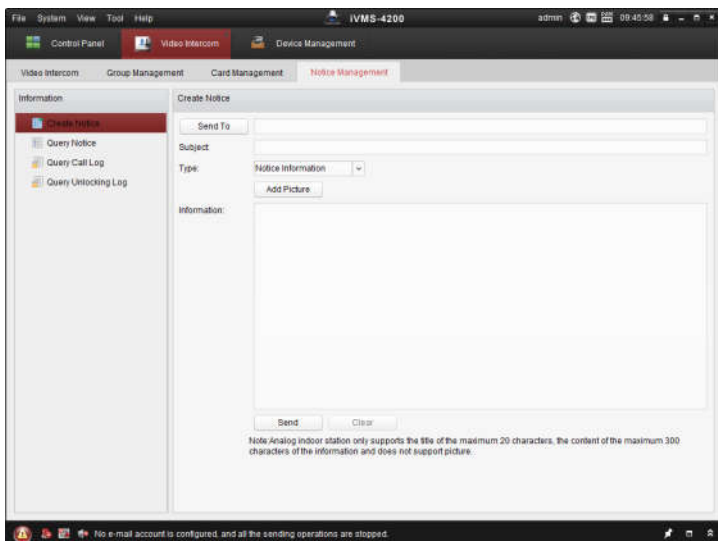 File System View Tool Help
iVMS-4200
admin 09:45:58
Control Panel
Video Intercom
Device Management
Video Intercom
Group Management
Card Management
Notice Management
Information
Create Notice
Query Notice
Query Call Log
Query Unlocking Log
Create Notice
Send To
Subject
Type:
Notice Information
Add Picture
Information:
Send
Clear
Note:Analog indoor station only supports the title of the maximum 20 characters, the content of the maximum 300
characters of the information and does not support picture.
No e-mail account is configured, and all the sending operations are stopped.